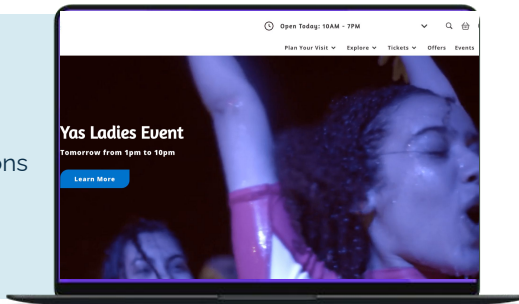 Open Today: 10AM - 7PM
Plan Your Visit Explore Tickets Offers Events
Yas Ladies Event
Tomorrow from 1pm to 10pm
ons
Learn More